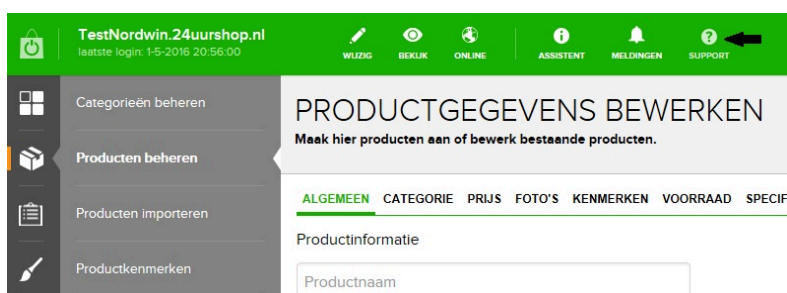 TestNordwin.24uurshop.nl
laatste login: 1-5-2016 20:56:00
WIJZIG BEKIJK ONLINE ASSISTENT MELDINGEN SUPPORT
Categorieën beheren
Producten beheren
Producten importeren
Productkenmerken
PRODUCTGEGEVENS BEWERKEN
Maak hier producten aan of bewerk bestaande producten.
ALGEMEEN CATEGORIE PRIJS FOTO'S KENMERKEN VOORRAAD SPECIF
Productinformatie
Productnaam